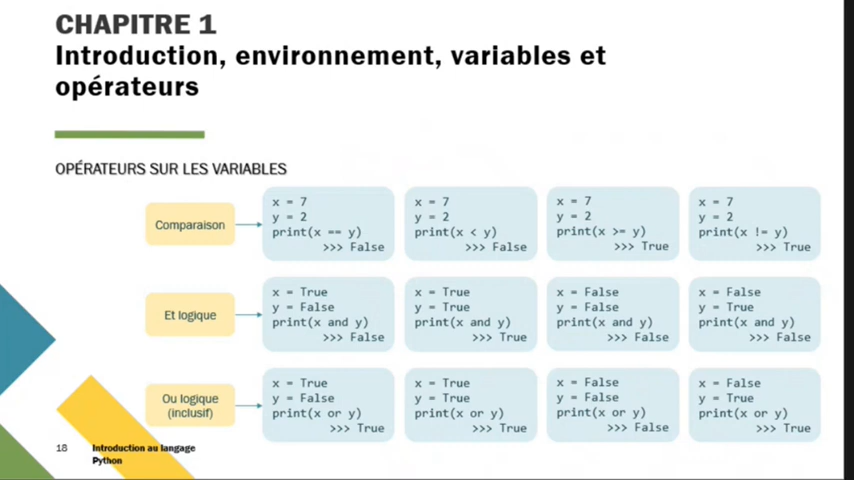 CHAPITRE 1
Introduction, environnement, variables et
opérateurs
OPÉRATEURS SUR LES VARIABLES
Comparaison
x = 7
y = 2
print(x == y)
>>> False
x = 7
y = 2
print(x < y)
>>> False
x = 7
y = 2
print(x >= y)
>>> True
x = 7
y = 2
print(x != y)
>>> True
Et logique
x = True
y = False
print(x and y)
>>> False
x = True
y = True
print(x and y)
>>> True
x = False
y = False
print(x and y)
>>> False
x = False
y = True
print(x and y)
>>> False
Ou logique
(inclusif)
x = True
y = False
print(x or y)
>>> True
x = True
y = True
print(x or y)
>>> True
x = False
y = False
print(x or y)
>>> False
x = False
y = True
print(x or y)
>>> True
18
Introduction au langage
Python